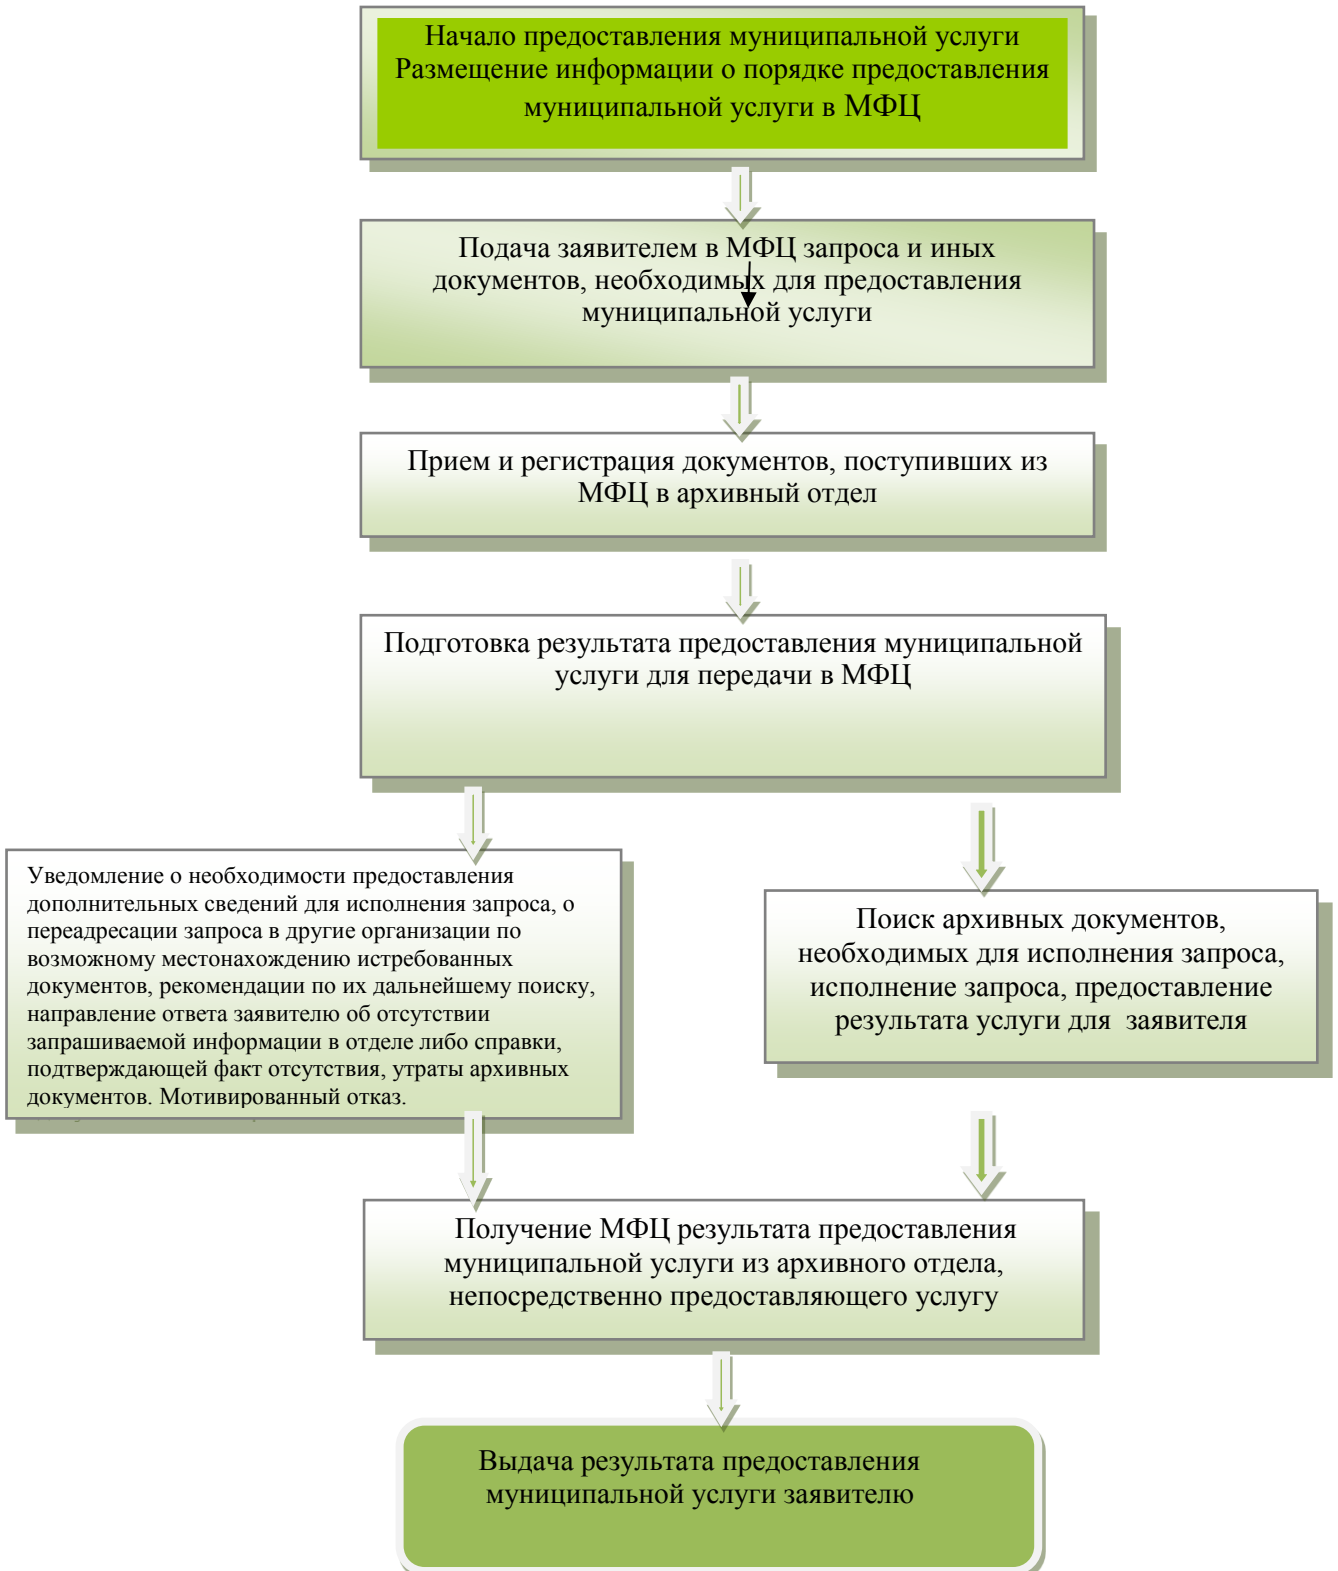 Начало предоставления муниципальной услуги
Размещение информации о порядке предоставления
муниципальной услуги в МФЦ
Подача заявителем в МФЦ запроса и иных
документов, необходимых для предоставления
муниципальной услуги
Прием и регистрация документов, поступивших из
МФЦ в архивный отдел
Подготовка результата предоставления муниципальной
услуги для передачи в МФЦ
Уведомление о необходимости предоставления
дополнительных сведений для исполнения запроса, о
переадресации запроса в другие организации по
возможному местонахождению истребованных
документов, рекомендации по их дальнейшему поиску,
направление ответа заявителю об отсутствии
запрашиваемой информации в отделе либо справки,
подтверждающей факт отсутствия, утраты архивных
документов. Мотивированный отказ.
Поиск архивных документов,
необходимых для исполнения запроса,
исполнение запроса, предоставление
результата услуги для  заявителя
Получение МФЦ результата предоставления
муниципальной услуги из архивного отдела,
непосредственно предоставляющего услугу
Выдача результата предоставления
муниципальной услуги заявителю